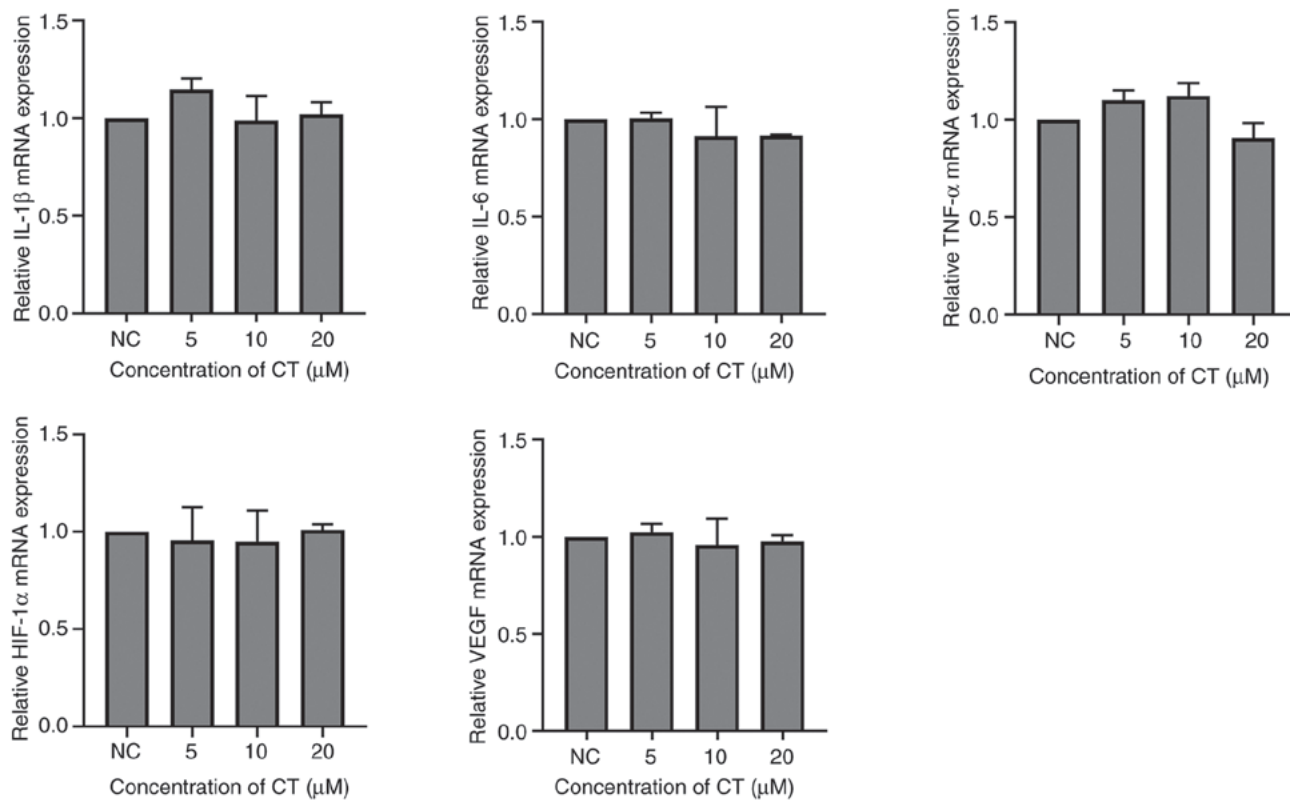 Relative IL-1β mRNA expression
1.5
1.0
0.5
0.0
NC 5 10 20
Concentration of CT (μM)
Relative IL-6 mRNA expression
1.5
1.0
0.5
0.0
NC 5 10 20
Concentration of CT (μM)
Relative TNF-α mRNA expression
1.5
1.0
0.5
0.0
NC 5 10 20
Concentration of CT (μM)
Relative HIF-1α mRNA expression
1.5
1.0
0.5
0.0
NC 5 10 20
Concentration of CT (μM)
Relative VEGF mRNA expression
1.5
1.0
0.5
0.0
NC 5 10 20
Concentration of CT (μM)